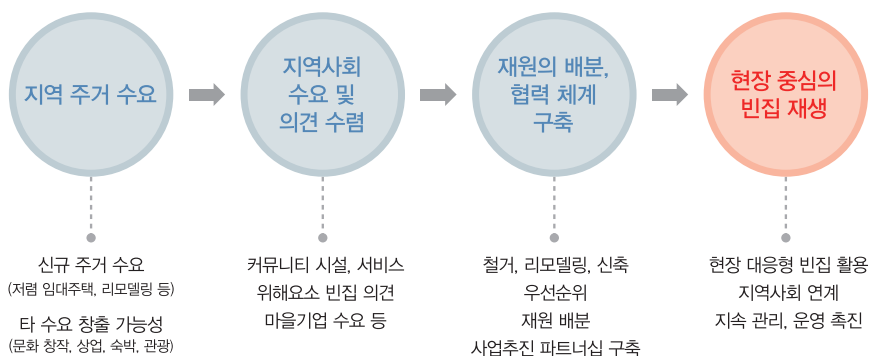 지역 주거 수요
지역사회
수요 및
의견 수렴
재원의 배분,
협력 체계
구축
현장 중심의
빈집 재생
신규 주거 수요
(저렴 임대주택, 리모델링 등)
타 수요 창출 가능성
(문화 창작, 상업, 숙박, 관광)
커뮤니티 시설, 서비스
위해요소 빈집 의견
마을기업 수요 등
철거, 리모델링, 신축
우선순위
재원 배분
사업추진 파트너십 구축
현장 대응형 빈집 활용
지역사회 연계
지속 관리, 운영 촉진